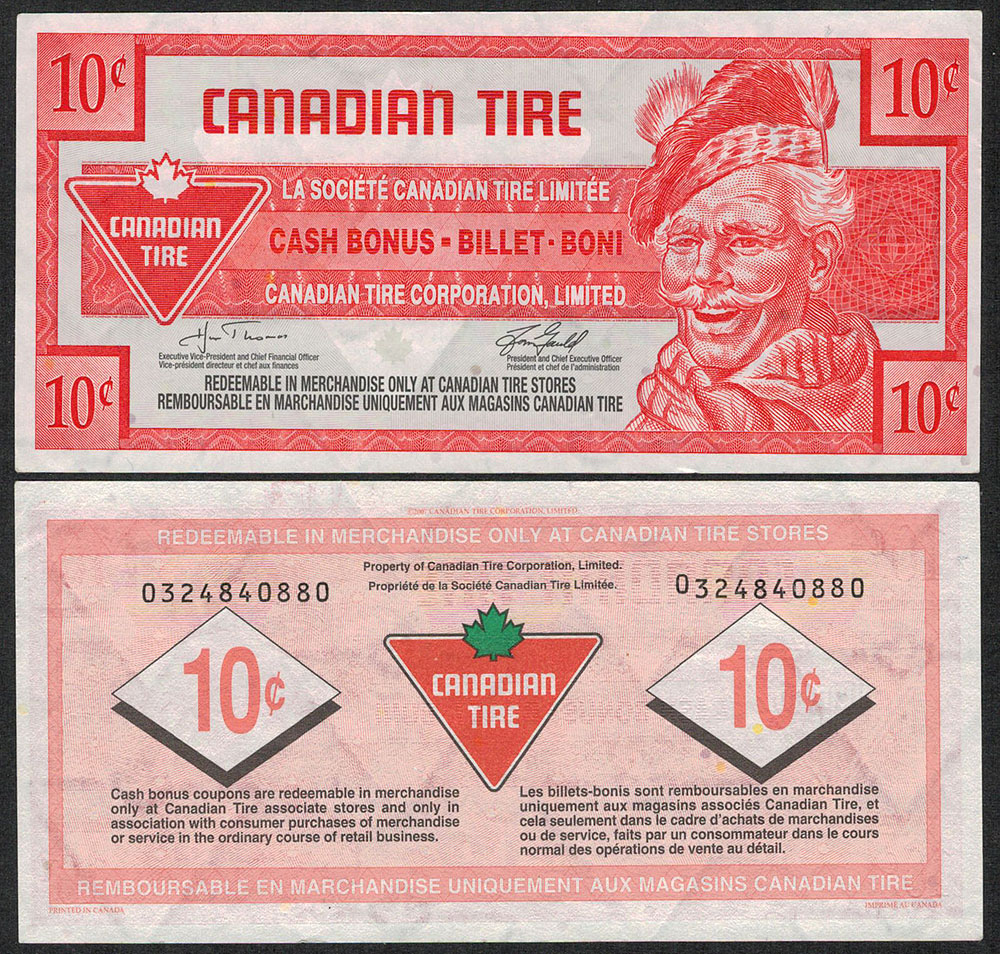 10¢
10¢
CANADIAN TIRE
LA SOCIÉTÉ CANADIAN TIRE LIMITÉE
CANADIAN
TIRE
CASH BONUS = BILLET - BONI
CANADIAN TIRE CORPORATION, LIMITED
Executive Vice-President and Chief Financial Officer
Vice-président directeur et chef aux finances
President and Chief Executive Officer
Président et chef de l'administration
REDEEMABLE IN MERCHANDISE ONLY AT CANADIAN TIRE STORES
REMBOURSABLE EN MARCHANDISE UNIQUEMENT AUX MAGASINS CANADIAN TIRE
10¢
10¢
CANADIAN TIRE CORPORATION, LIMITED
REDEEMABLE IN MERCHANDISE ONLY AT CANADIAN TIRE STORES
Property of Canadian Tire Corporation, Limited.
Propriété de la Société Canadian Tire Limitée.
0324840880
0324840880
10¢
CANADIAN
TIRE
10¢
Cash bonus coupons are redeemable in merchandise
only at Canadian Tire associate stores and only in
association with consumer purchases of merchandise
or service in the ordinary course of retail business.
Les billets-bonis sont remboursables en marchandise
uniquement aux magasins associés Canadian Tire, et
cela seulement dans le cadre d'achats de marchandises
ou de service, faits par un consommateur dans le cours
normal des opérations de vente au détail.
REMBOURSABLE EN MARCHANDISE UNIQUEMENT AUX MAGASINS CANADIAN TIRE
PRINTED IN CANADA
IMPRIMÉ AU CANADA